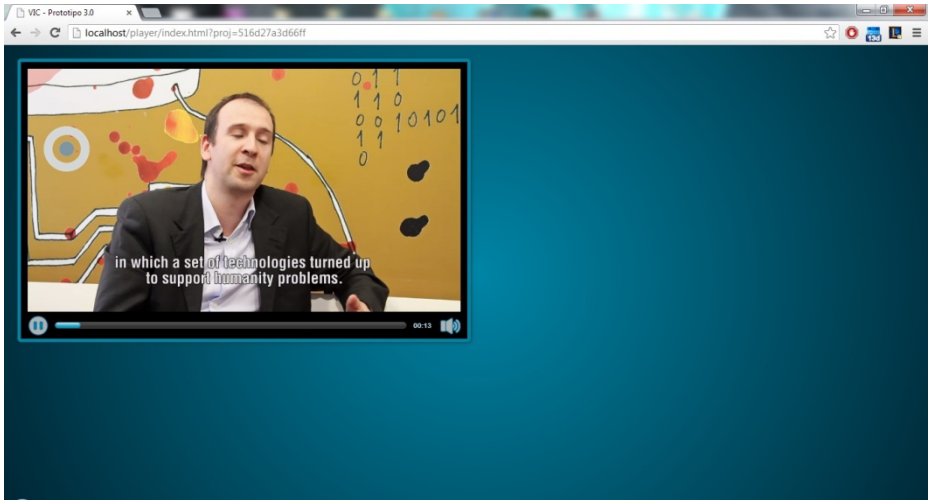 VIC - Prototipo 3.0
localhost/player/index.html?proj=516d27a3d66ff
13d
0 1 1
1 1 0
0 0 1 0 1 0 1
1 1
0
in which a set of technologies turned up
to support humanity problems.
00:13